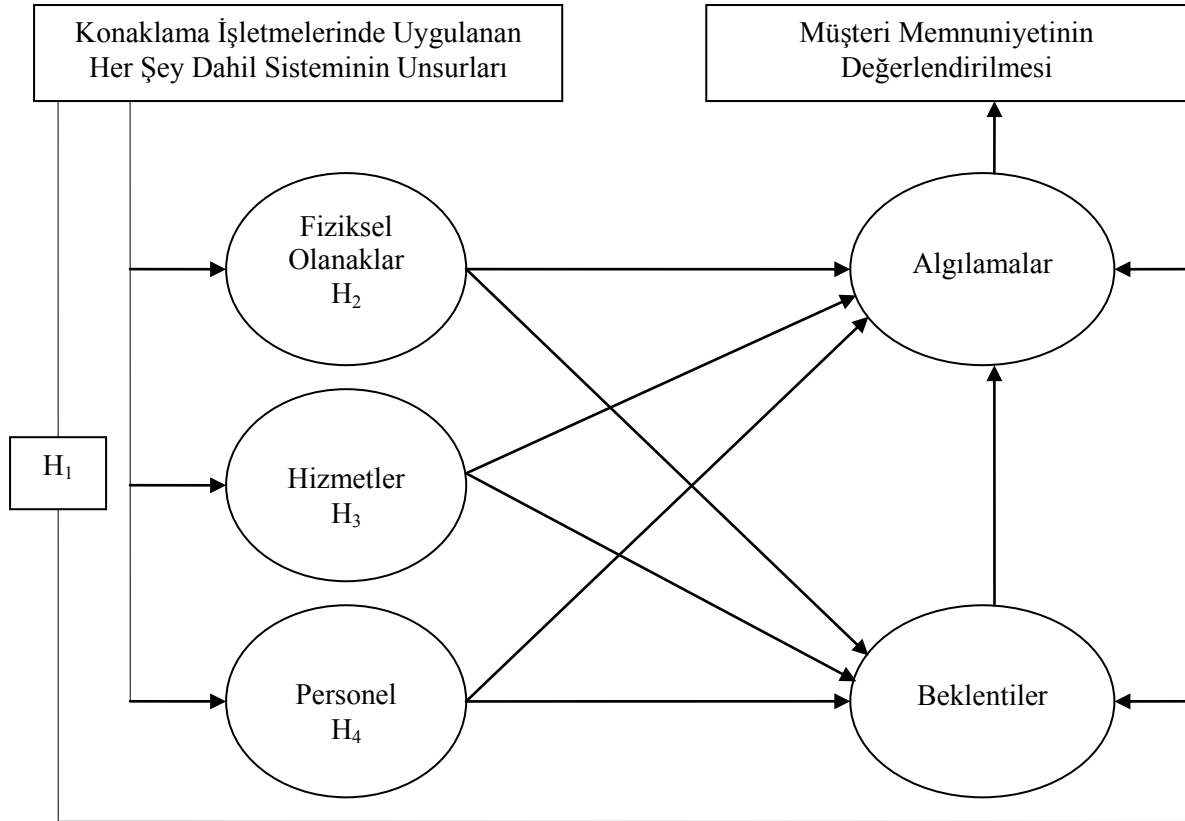 Konaklama İşletmelerinde Uygulanan
Her Şey Dahil Sisteminin Unsurları
Müşteri Memnuniyetinin
Değerlendirilmesi
Fiziksel
Olanaklar
H₂
Algılamalar
H₁
Hizmetler
H₃
Personel
H₄
Beklentiler